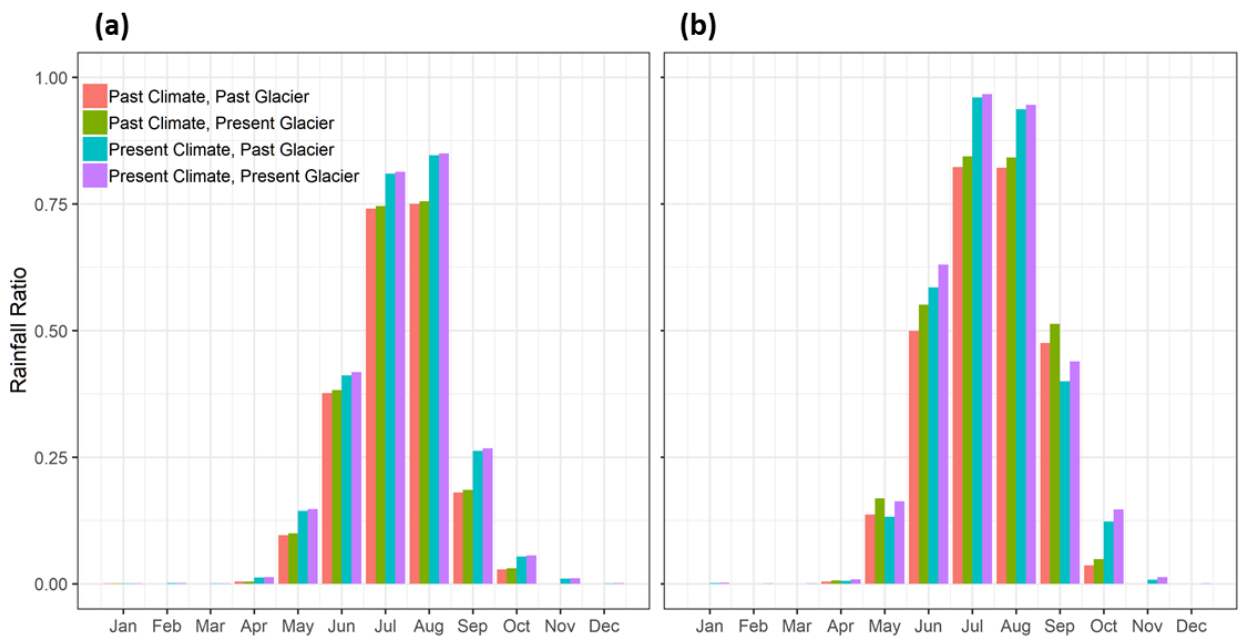 (a)
(b)
Rainfall Ratio
1.00
0.75
0.50
0.25
0.00
Past Climate, Past Glacier
Past Climate, Present Glacier
Present Climate, Past Glacier
Present Climate, Present Glacier
Jan Feb Mar Apr May Jun Jul Aug Sep Oct Nov Dec
Jan Feb Mar Apr May Jun Jul Aug Sep Oct Nov Dec